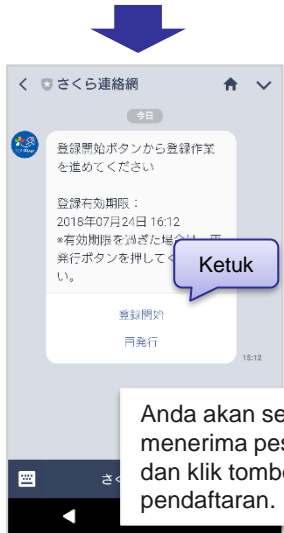 さくら連絡網
今日
登録開始ボタンから登録作業
を進めてください
登録有効期限：
2018年07月24日 16:12
※有効期限を過ぎた場合は、再
発行ボタンを押してく
い。
Ketuk
登録開始
再発行
15:12
Anda akan se
menerima pes
dan klik tombo
pendaftaran.
さく